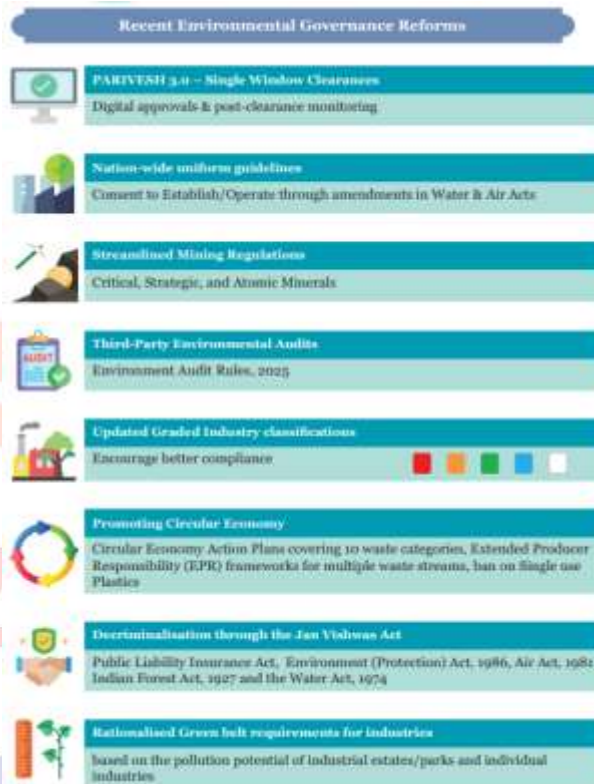 Recent Environmental Governance Reforms
PARIVESH 3.0 – Single Window Clearances
Digital approvals & post-clearance monitoring
Nation-wide uniform guidelines
Consent to Establish/Operate through amendments in Water & Air Acts
Streamlined Mining Regulations
Critical, Strategic, and Atomic Minerals
AUDIT
Third-Party Environmental Audits
Environment Audit Rules, 2025
Updated Graded Industry classifications
Encourage better compliance
Promoting Circular Economy
Circular Economy Action Plans covering 10 waste categories, Extended Producer
Responsibility (EPR) frameworks for multiple waste streams, ban on Single use
Plastics
Decriminalisation through the Jan Vishwas Act
Public Liability Insurance Act, Environment (Protection) Act, 1986, Air Act, 1981
Indian Forest Act, 1927 and the Water Act, 1974
Rationalised Green belt requirements for industries
based on the pollution potential of industrial estates/parks and individual
industries